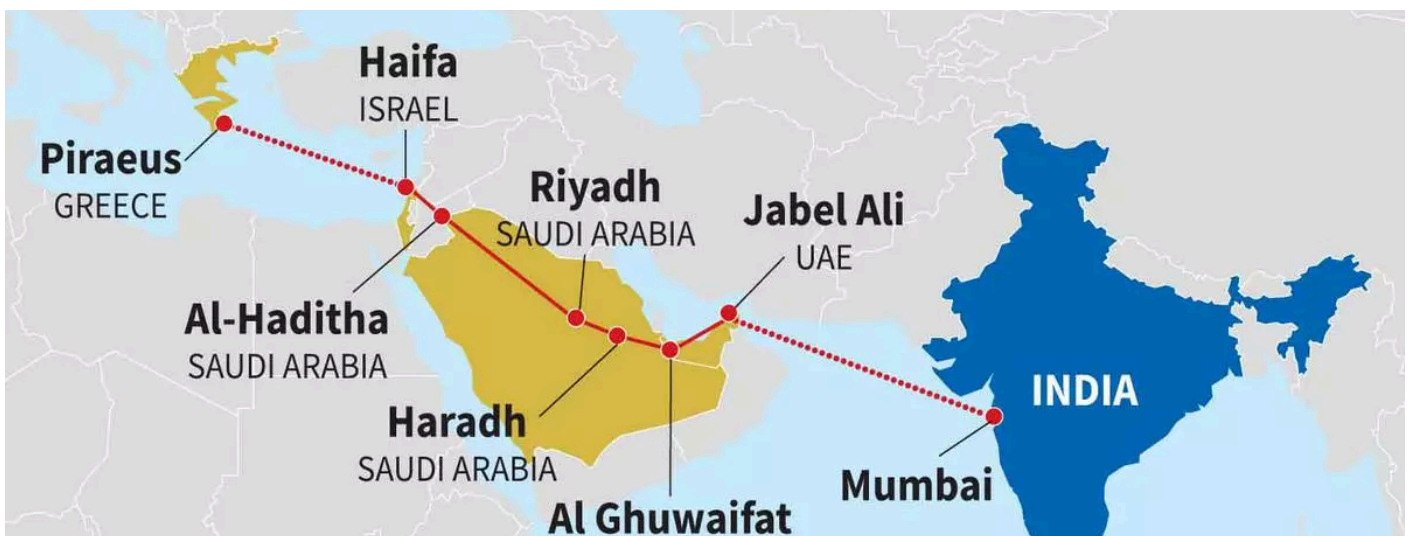 Haifa
ISRAEL
Piraeus
GREECE
Riyadh
SAUDI ARABIA
Jabel Ali
UAE
Al-Haditha
SAUDI ARABIA
Haradh
SAUDI ARABIA
Al Ghuwaifat
INDIA
Mumbai